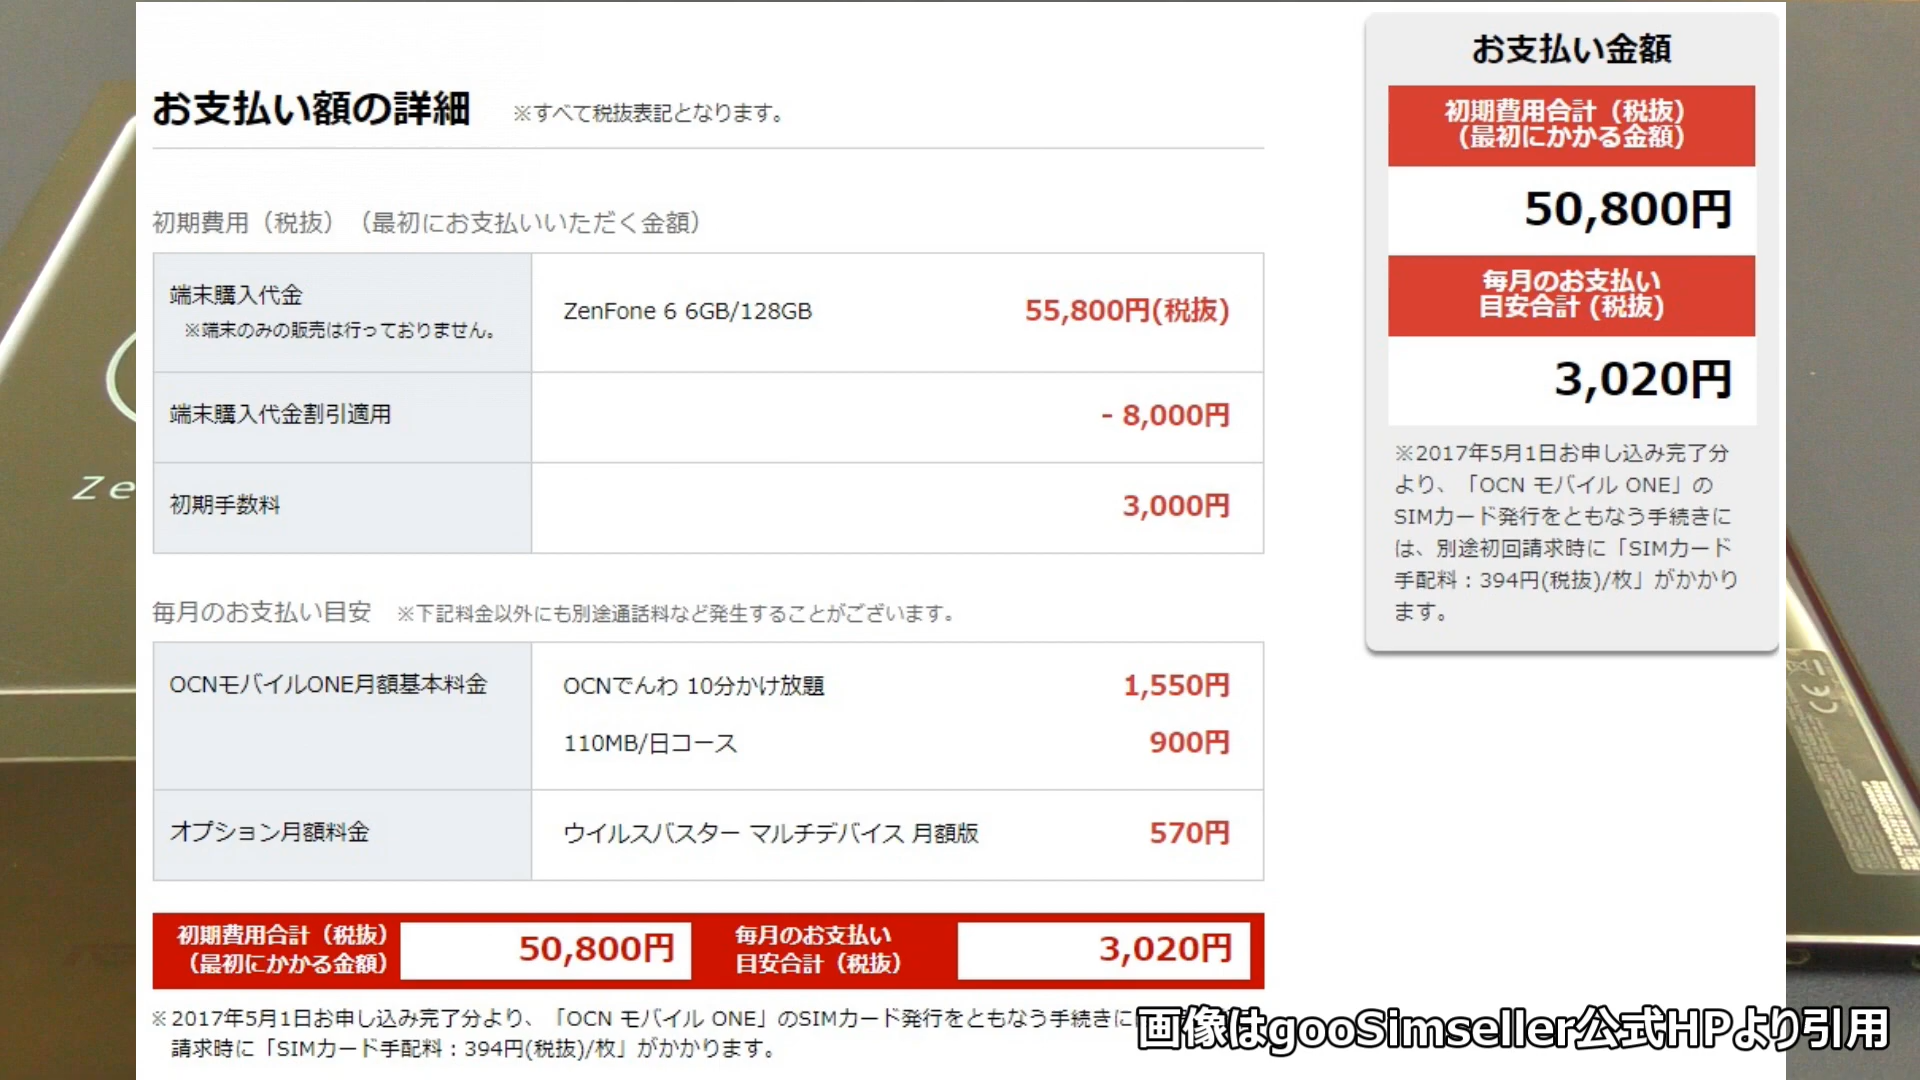 お支払い額の詳細 ※すべて税抜表記となります。
初期費用（税抜）（最初にお支払いいただく金額）
端末購入代金
※端末のみの販売は行っておりません。
ZenFone 6 6GB/128GB 55,800円(税抜)
端末購入代金割引適用 - 8,000円
初期手数料 3,000円
毎月のお支払い目安 ※下記料金以外にも別途通話料など発生することがございます。
OCNモバイルONE月額基本料金 OCNでんわ 10分かけ放題 1,550円
110MB/日コース 900円
オプション月額料金 ウイルスバスター マルチデバイス 月額版 570円
初期費用合計（税抜）
（最初にかかる金額）
50,800円
毎月のお支払い
目安合計（税抜）
3,020円
※2017年5月1日お申し込み完了分より、「OCN モバイル ONE」のSIMカード発行をともなう手続きに
請求時に「SIMカード手配料：394円(税抜)/枚」がかかります。
お支払い金額
初期費用合計（税抜）
（最初にかかる金額）
50,800円
毎月のお支払い
目安合計 (税抜)
3,020円
※2017年5月1日お申し込み完了分
より、「OCN モバイル ONE」の
SIMカード発行をともなう手続きに
は、別途初回請求時に「SIMカード
手配料：394円(税抜)/枚」がかかり
ます。
Ze
CE
画像はgooSimseller公式HPより引用